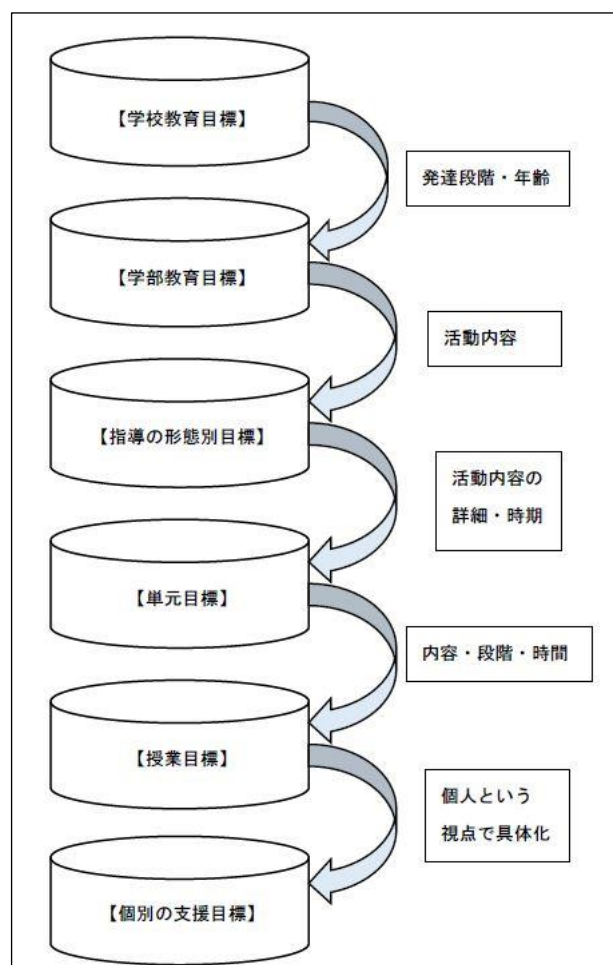 【学校教育目標】
発達段階・年齢
【学部教育目標】
活動内容
【指導の形態別目標】
活動内容の
詳細・時期
【単元目標】
内容・段階・時間
【授業目標】
個人という
視点で具体化
【個別の支援目標】